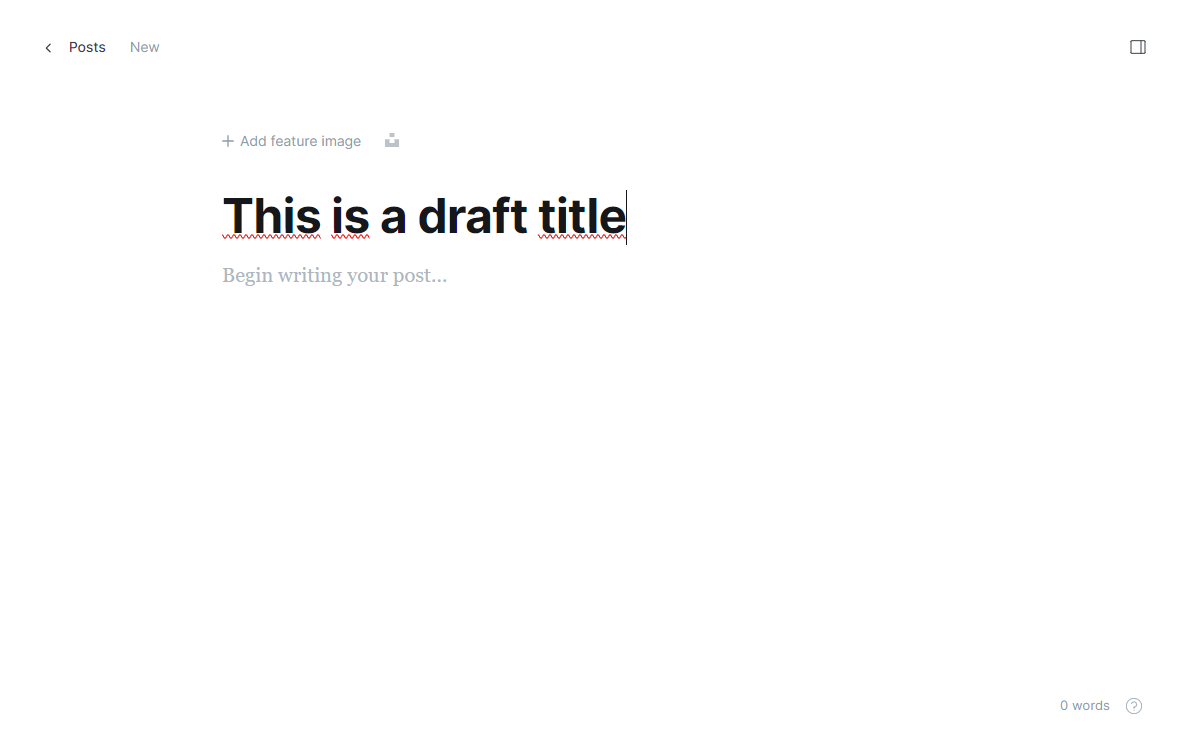 Posts New
Add feature image
This is a draft title
Begin writing your post...
0 words